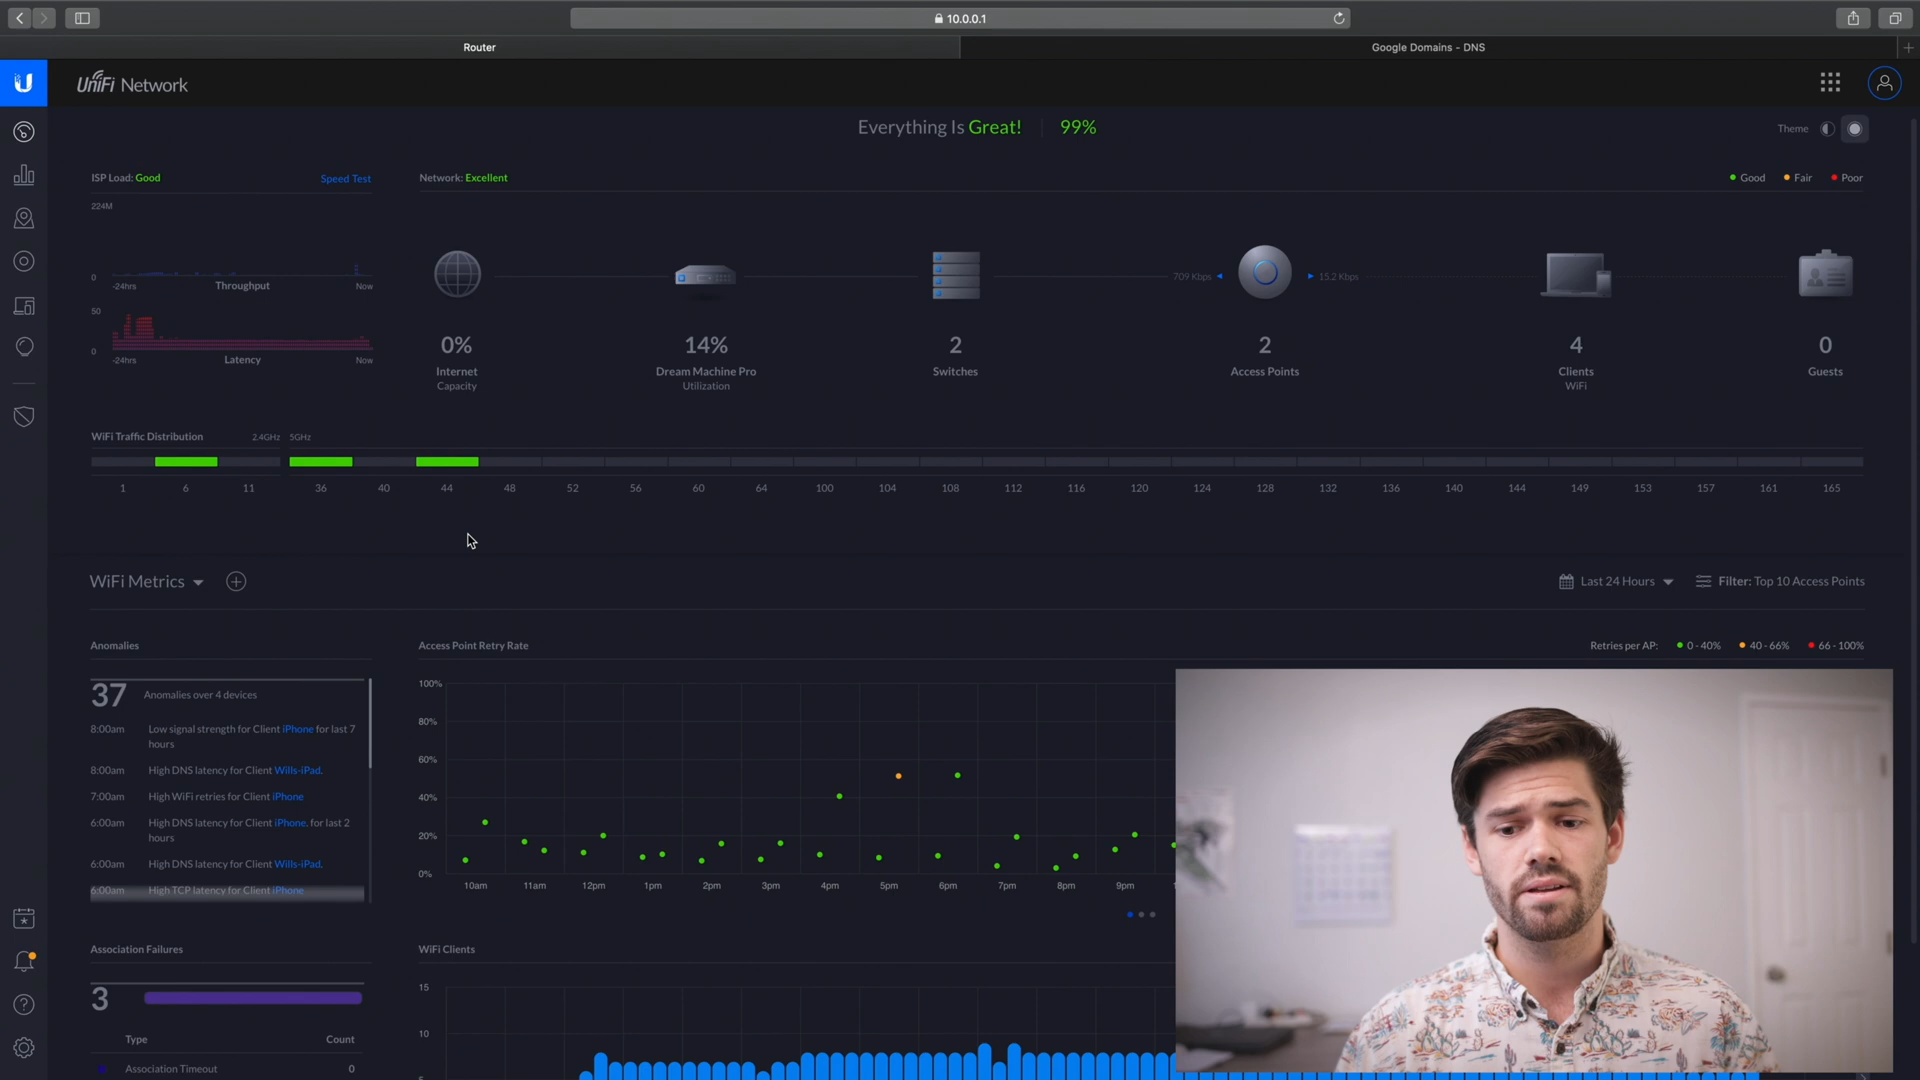 10.0.0.1
Router
Google Domains - DNS
UniFi Network
Everything Is Great! 99%
Theme
ISP Load: Good
Speed Test
Network: Excellent
Good
Fair
Poor
224M
0
-24hrs
Throughput
Now
50
0
-24hrs
Latency
Now
709 Kbps
15.2 Kbps
0%
Internet
Capacity
14%
Dream Machine Pro
Utilization
2
Switches
2
Access Points
4
Clients
WiFi
0
Guests
WiFi Traffic Distribution
2.4GHz
5GHz
1 6 11 36 40 44 48 52 56 60 64 100 104 108 112 116 120 124 128 132 136 140 144 149 153 157 161 165
WiFi Metrics
Last 24 Hours
Filter: Top 10 Access Points
Anomalies
37 Anomalies over 4 devices
8:00am Low signal strength for Client iPhone for last 7
hours
8:00am High DNS latency for Client Wills-iPad.
7:00am High WiFi retries for Client iPhone
6:00am High DNS latency for Client iPhone. for last 2
hours
6:00am High DNS latency for Client Wills-iPad.
6:00am High TCP latency for Client iPhone
Access Point Retry Rate
Retries per AP: 0 - 40% 40 - 66% 66 - 100%
100%
80%
60%
40%
20%
0%
10am 11am 12pm 1pm 2pm 3pm 4pm 5pm 6pm 7pm 8pm 9pm
Association Failures
3
Type Count
Association Timeout 0
WiFi Clients
15
10